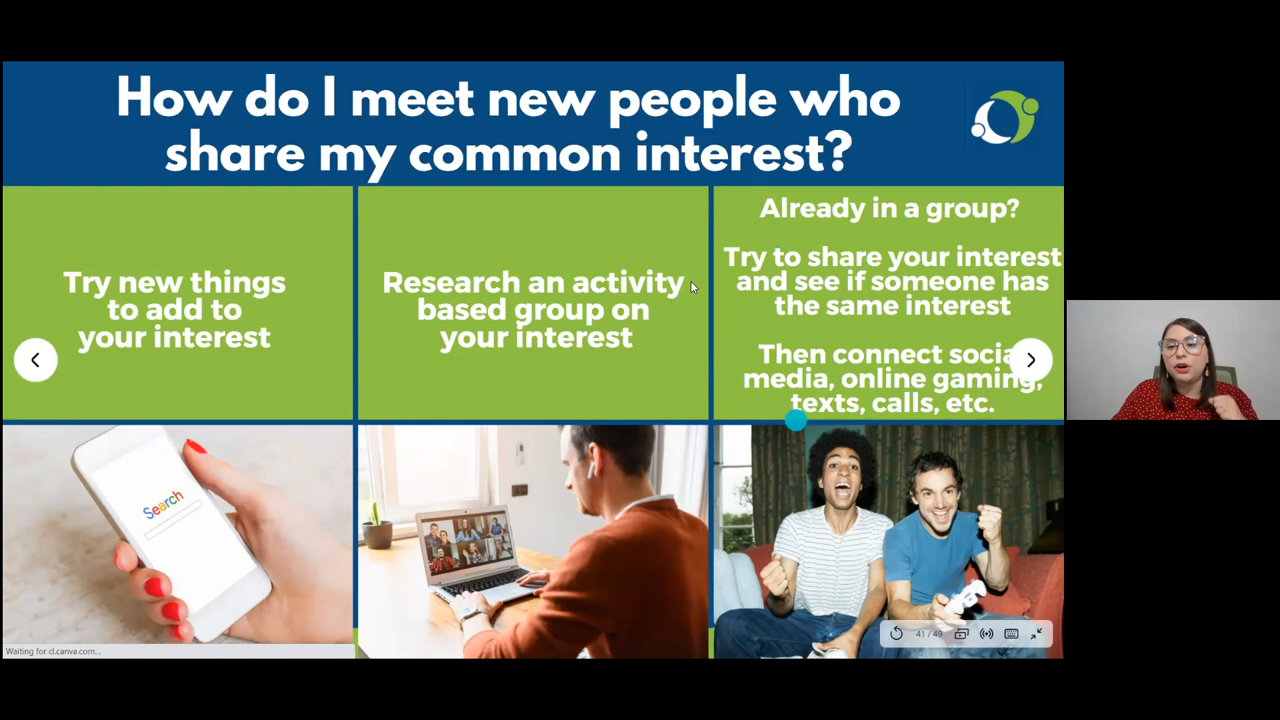 How do I meet new people who
share my common interest?
Try new things
to add to
your interest
Research an activity
based group on
your interest
Already in a group?
Try to share your interest
and see if someone has
the same interest
Then connect social
media, online gaming,
texts, calls, etc.
Search
41 / 49
Waiting for cl.canva.com...